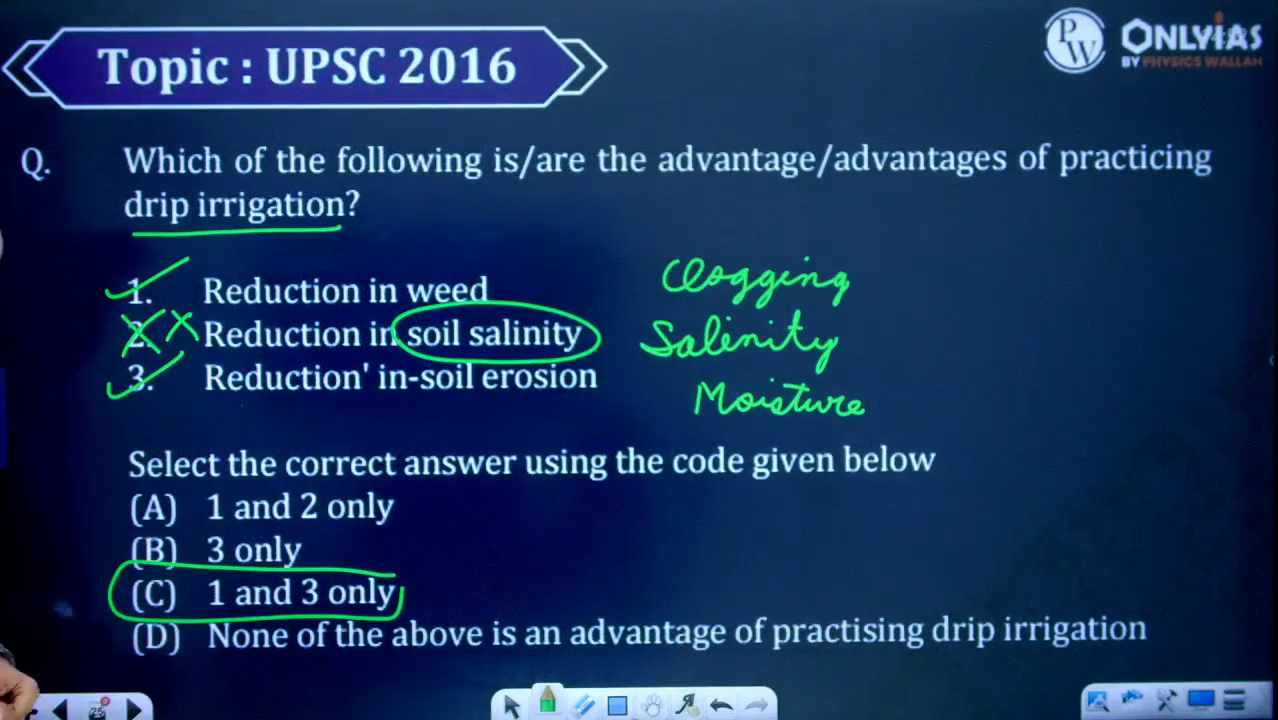 Topic : UPSC 2016
PW ONLYIAS
BY PHYSICS WALLAH
Q. Which of the following is/are the advantage/advantages of practicing
drip irrigation?
1. Reduction in weed
2. x Reduction in soil salinity
3. Reduction' in-soil erosion
Clogging
Salinity
Moisture
Select the correct answer using the code given below
(A) 1 and 2 only
(B) 3 only
(C) 1 and 3 only
(D) None of the above is an advantage of practising drip irrigation
25